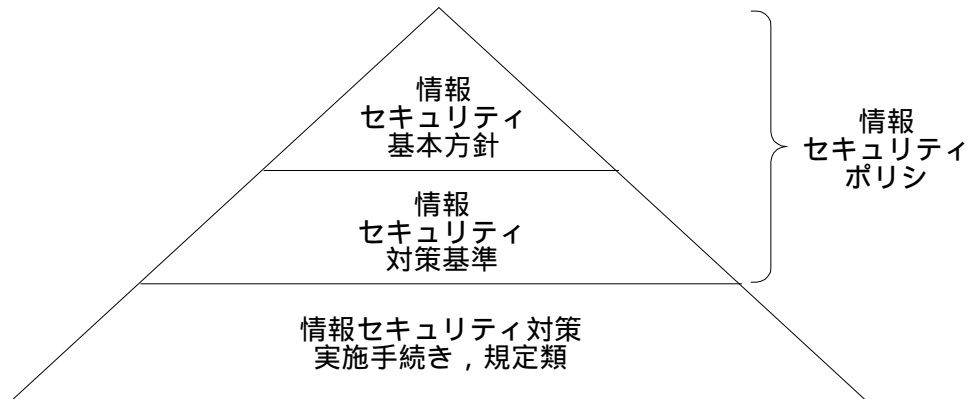 情報
セキュリティ
基本方針
情報
セキュリティ
ポリシ
情報
セキュリティ
対策基準
情報セキュリティ対策
実施手続き，規定類